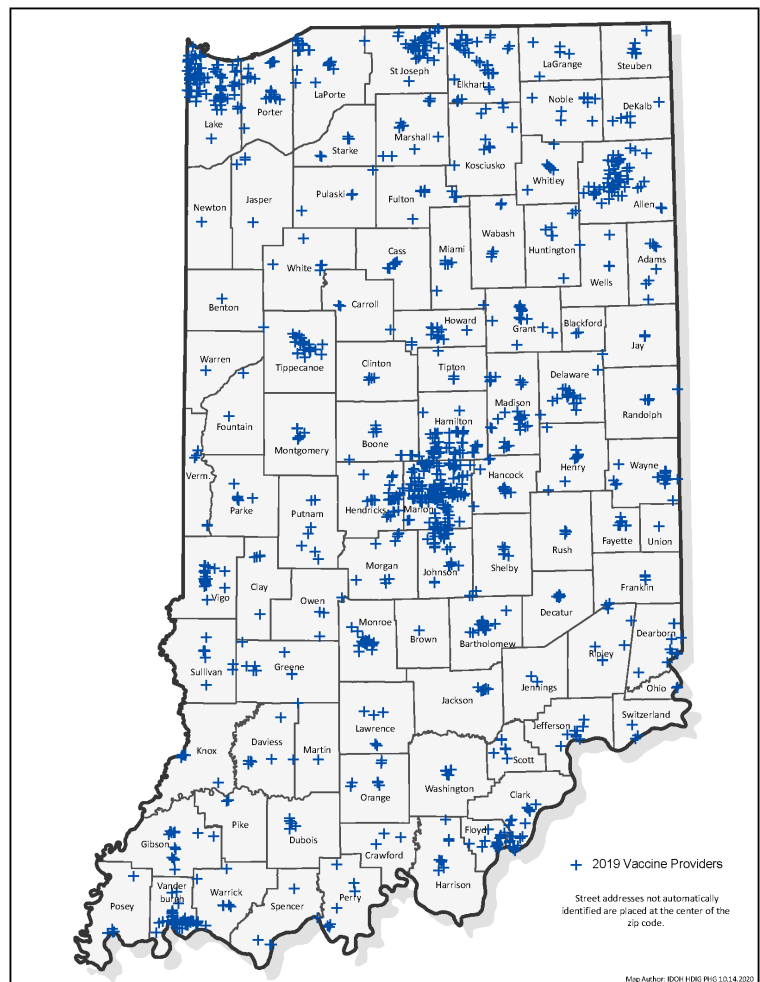 St Joseph
LaGrange
Steuben
Elkhart
LaPorte
Porter
Lake
Noble
DeKalb
Marshall
Starke
Kosciusko
Whitley
Allen
Newton
Jasper
Pulaski
Fulton
Wabash
Huntington
Miami
Cass
White
Wells
Adams
Benton
Carroll
Howard
Grant
Blackford
Jay
Warren
Tippecanoe
Clinton
Tipton
Delaware
Madison
Randolph
Fountain
Hamilton
Boone
Montgomery
Verm.
Hancock
Henry
Wayne
Parke
Putnam
Hendricks
Marion
Fayette
Union
Rush
Shelby
Johnson
Morgan
Vigo
Clay
Owen
Franklin
Decatur
Monroe
Brown
Bartholomew
Dearborn
Ripley
Sullivan
Greene
Jennings
Ohio
Jackson
Switzerland
Jefferson
Lawrence
Knox
Daviess
Martin
Scott
Orange
Washington
Clark
Pike
Dubois
Gibson
Floyd
Crawford
Harrison
Posey
Vander
burgh
Warrick
Spencer
Perry
2019 Vaccine Providers
Street addresses not automatically
identified are placed at the center of the
zip code.
Map Author: IDOH HDIG PHG 10.14.2020